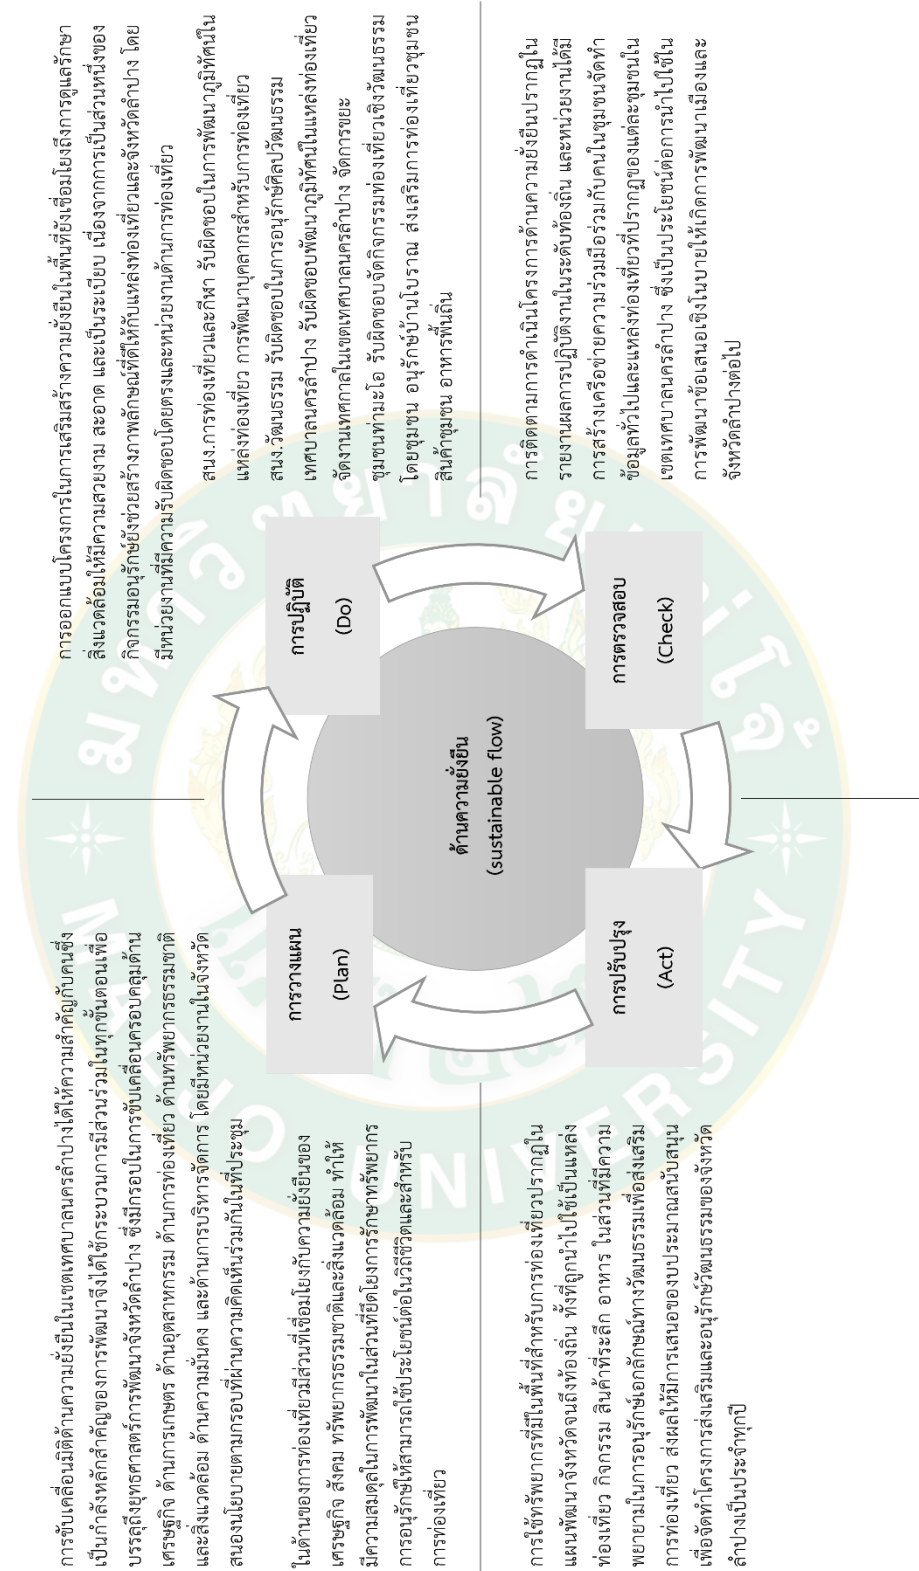 การขับเคลื่อนมิติด้านความยั่งยืนในเขตเทศบาลนครลำปางได้ให้ความสำคัญกับคนซึ่ง
เป็นกำลังหลักสำคัญของการพัฒนาจึงได้ใช้กระบวนการมีส่วนร่วมในทุกขั้นตอนเพื่อ
บรรลุถึงยุทธศาสตร์การพัฒนาจังหวัดลำปาง ซึ่งมีกรอบในการขับเคลื่อนครอบคลุมด้าน
เศรษฐกิจ ด้านการเกษตร ด้านอุตสาหกรรม ด้านการท่องเที่ยว ด้านทรัพยากรธรรมชาติ
และสิ่งแวดล้อม ด้านความมั่นคง และด้านการบริหารจัดการ โดยมีหน่วยงานในจังหวัด
สนองนโยบายตามกรอบที่ผ่านความคิดเห็นร่วมกันในที่ประชุม
ในด้านของการท่องเที่ยวมีส่วนที่เชื่อมโยงกับความยั่งยืนของ
เศรษฐกิจ สังคม ทรัพยากรธรรมชาติและสิ่งแวดล้อม ทำให้
มีความสมดุลในการพัฒนาในส่วนที่ยึดโยงการรักษาทรัพยากร
การอนุรักษ์ให้สามารถใช้ประโยชน์ต่อในวิถีชีวิตและสำหรับ
การท่องเที่ยว
การออกแบบโครงการในการเสริมสร้างความยั่งยืนในพื้นที่ยังเชื่อมโยงถึงการดูแลรักษา
สิ่งแวดล้อมให้มีความสวยงาม สะอาด และเป็นระเบียบ เนื่องจากการเป็นส่วนหนึ่งของ
กิจกรรมอนุรักษ์ยังช่วยสร้างภาพลักษณ์ที่ดีให้กับแหล่งท่องเที่ยวและจังหวัดลำปาง โดย
มีหน่วยงานที่มีความรับผิดชอบโดยตรงและหน่วยงานด้านการท่องเที่ยว
สนง.การท่องเที่ยวและกีฬา รับผิดชอบในการพัฒนาภูมิทัศน์ใน
แหล่งท่องเที่ยว การพัฒนาบุคลากรสำหรับการท่องเที่ยว
สนง.วัฒนธรรม รับผิดชอบในการอนุรักษ์ศิลปวัฒนธรรม
เทศบาลนครลำปาง รับผิดชอบพัฒนาภูมิทัศน์ในแหล่งท่องเที่ยว
จัดงานเทศกาลในเขตเทศบาลนครลำปาง จัดการขยะ
ชุมชนท่ามะโอ รับผิดชอบจัดกิจกรรมท่องเที่ยวเชิงวัฒนธรรม
โดยชุมชน อนุรักษ์บ้านโบราณ ส่งเสริมการท่องเที่ยวชุมชน
สินค้าชุมชน อาหารพื้นถิ่น
การวางแผน
(Plan)
การปฏิบัติ
(Do)
ด้านความยั่งยืน
(sustainable flow)
การปรับปรุง
(Act)
การตรวจสอบ
(Check)
การใช้ทรัพยากรที่มีในพื้นที่สำหรับการท่องเที่ยวปรากฏใน
แผนพัฒนาจังหวัดจนถึงท้องถิ่น ทั้งที่ถูกนำไปใช้เป็นแหล่ง
ท่องเที่ยว กิจกรรม สินค้าที่ระลึก อาหาร ในส่วนที่มีความ
พยายามในการอนุรักษ์เอกลักษณ์ทางวัฒนธรรมเพื่อส่งเสริม
การท่องเที่ยว ส่งผลให้มีการเสนอของบประมาณสนับสนุน
เพื่อจัดทำโครงการส่งเสริมและอนุรักษ์วัฒนธรรมของจังหวัด
ลำปางเป็นประจำทุกปี
การติดตามการดำเนินโครงการด้านความยั่งยืนปรากฏใน
รายงานผลการปฏิบัติงานในระดับท้องถิ่น และหน่วยงานได้มี
การสร้างเครือข่ายความร่วมมือร่วมกับคนในชุมชนจัดทำ
ข้อมูลทั่วไปและแหล่งท่องเที่ยวที่ปรากฏของแต่ละชุมชนใน
เขตเทศบาลนครลำปาง ซึ่งเป็นประโยชน์ต่อการนำไปใช้ใน
การพัฒนาข้อเสนอเชิงนโยบายให้เกิดการพัฒนาเมืองและ
จังหวัดลำปางต่อไป
มหาวิทยาลัยแม่โจ้
MAEJO UNIVERSITY